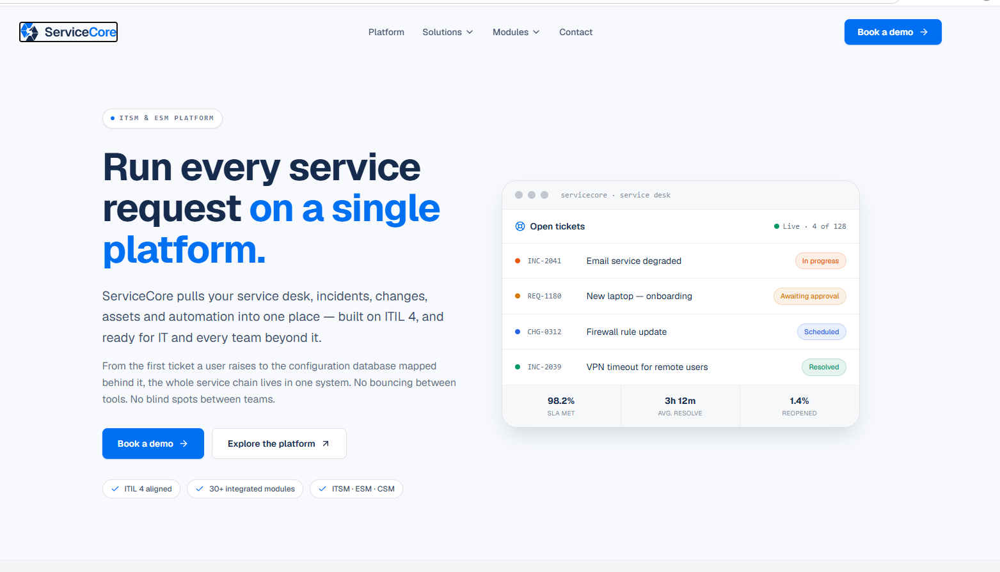 ServiceCore
Platform
Solutions
Modules
Contact
Book a demo
ITSM & ESM PLATFORM
Run every service
request on a single
platform.
ServiceCore pulls your service desk, incidents, changes,
assets and automation into one place — built on ITIL 4, and
ready for IT and every team beyond it.
From the first ticket a user raises to the configuration database mapped
behind it, the whole service chain lives in one system. No bouncing between
tools. No blind spots between teams.
Book a demo
Explore the platform
ITIL 4 aligned
30+ integrated modules
ITSM · ESM · CSM
servicecore · service desk
Open tickets
Live · 4 of 128
INC-2041 Email service degraded In progress
REQ-1180 New laptop — onboarding Awaiting approval
CHG-0312 Firewall rule update Scheduled
INC-2039 VPN timeout for remote users Resolved
98.2% 3h 12m 1.4%
SLA MET AVG. RESOLVE REOPENED